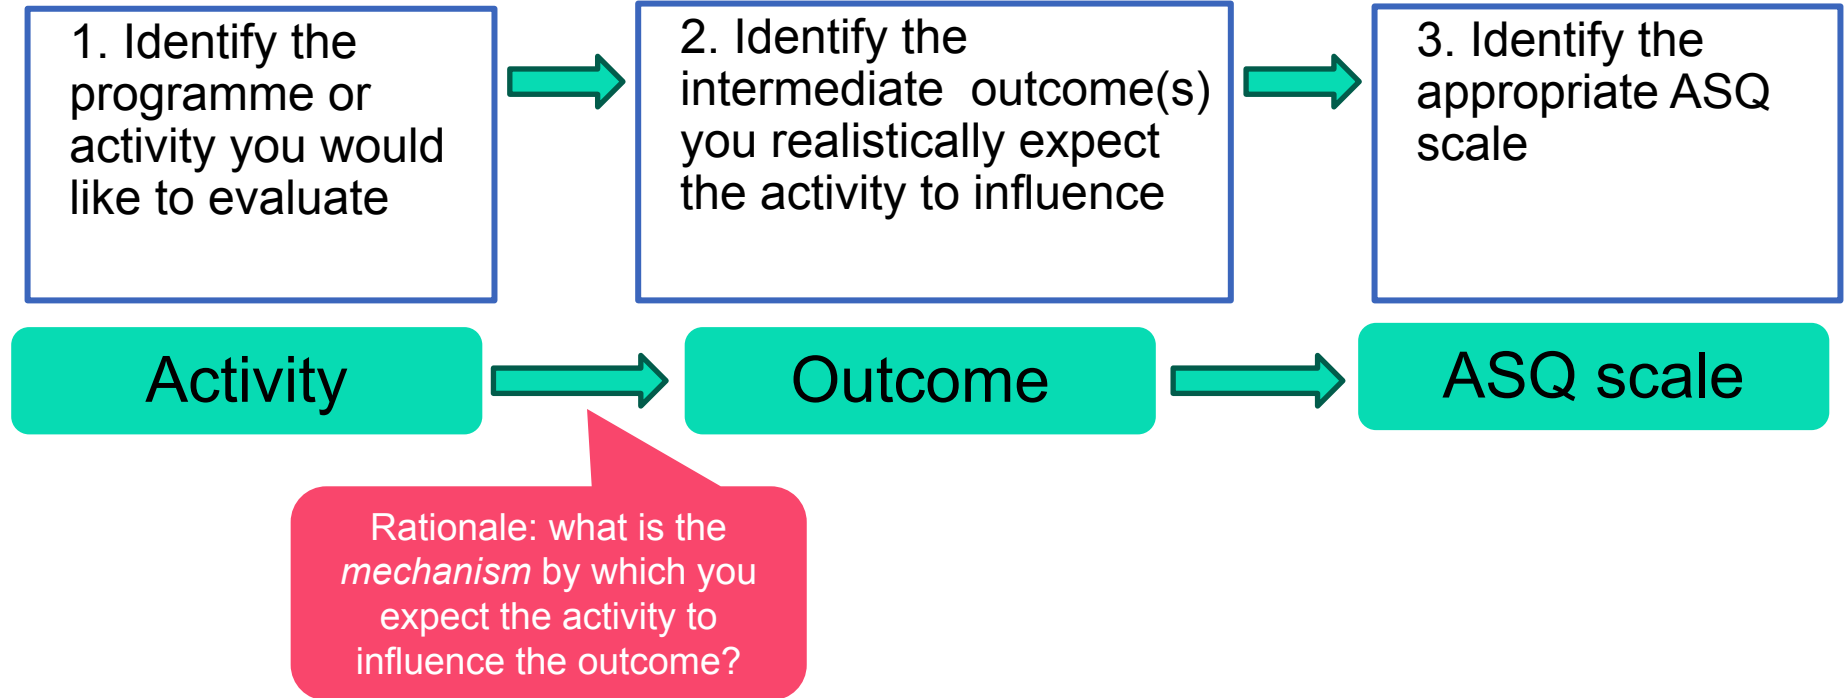 1. Identify the
programme or
activity you would
like to evaluate
2. Identify the
intermediate  outcome(s)
you realistically expect
the activity to influence
3. Identify the
appropriate ASQ
scale
Activity
Outcome
ASQ scale
Rationale: what is the
mechanism by which you
expect the activity to
influence the outcome?